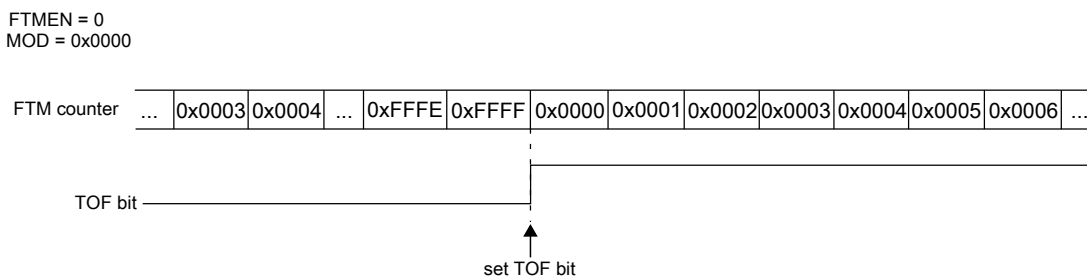 FTMEN = 0
MOD = 0x0000
FTM counter ... 0x0003 0x0004 ... 0xFFFE 0xFFFF 0x0000 0x0001 0x0002 0x0003 0x0004 0x0005 0x0006 ...
TOF bit
set TOF bit